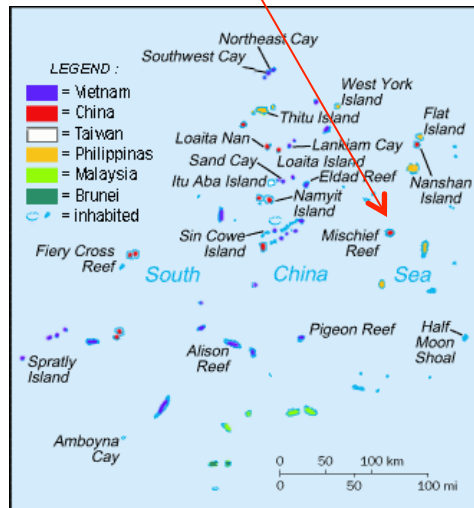 Northeast Cay
Southwest Cay
LEGEND :
= Vietnam
= China
= Taiwan
= Philippinas
= Malaysia
= Brunei
= inhabited
West York
Island
Thitu Island
Flat
Island
Loaita Nan
Lankiam Cay
Sand Cay
Loaita Island
Itu Aba Island
Eldad Reef
Nanshan
Island
Namyit
Island
Sin Cowe
Island
Mischief
Reef
Fiery Cross
Reef
South China Sea
Spratly
Island
Alison
Reef
Pigeon Reef
Half
Moon
Shoal
Amboyna
Cay
0 50 100 km
0 50 100 mi